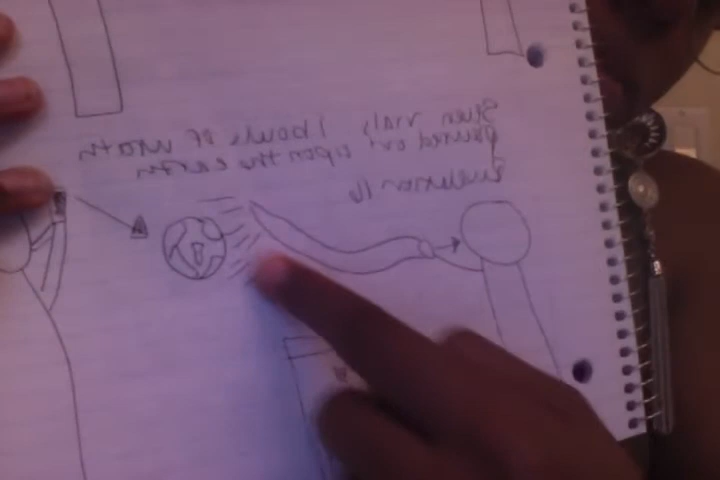 Seven vials / bowls of wrath
poured out upon the earth
Revelation 16